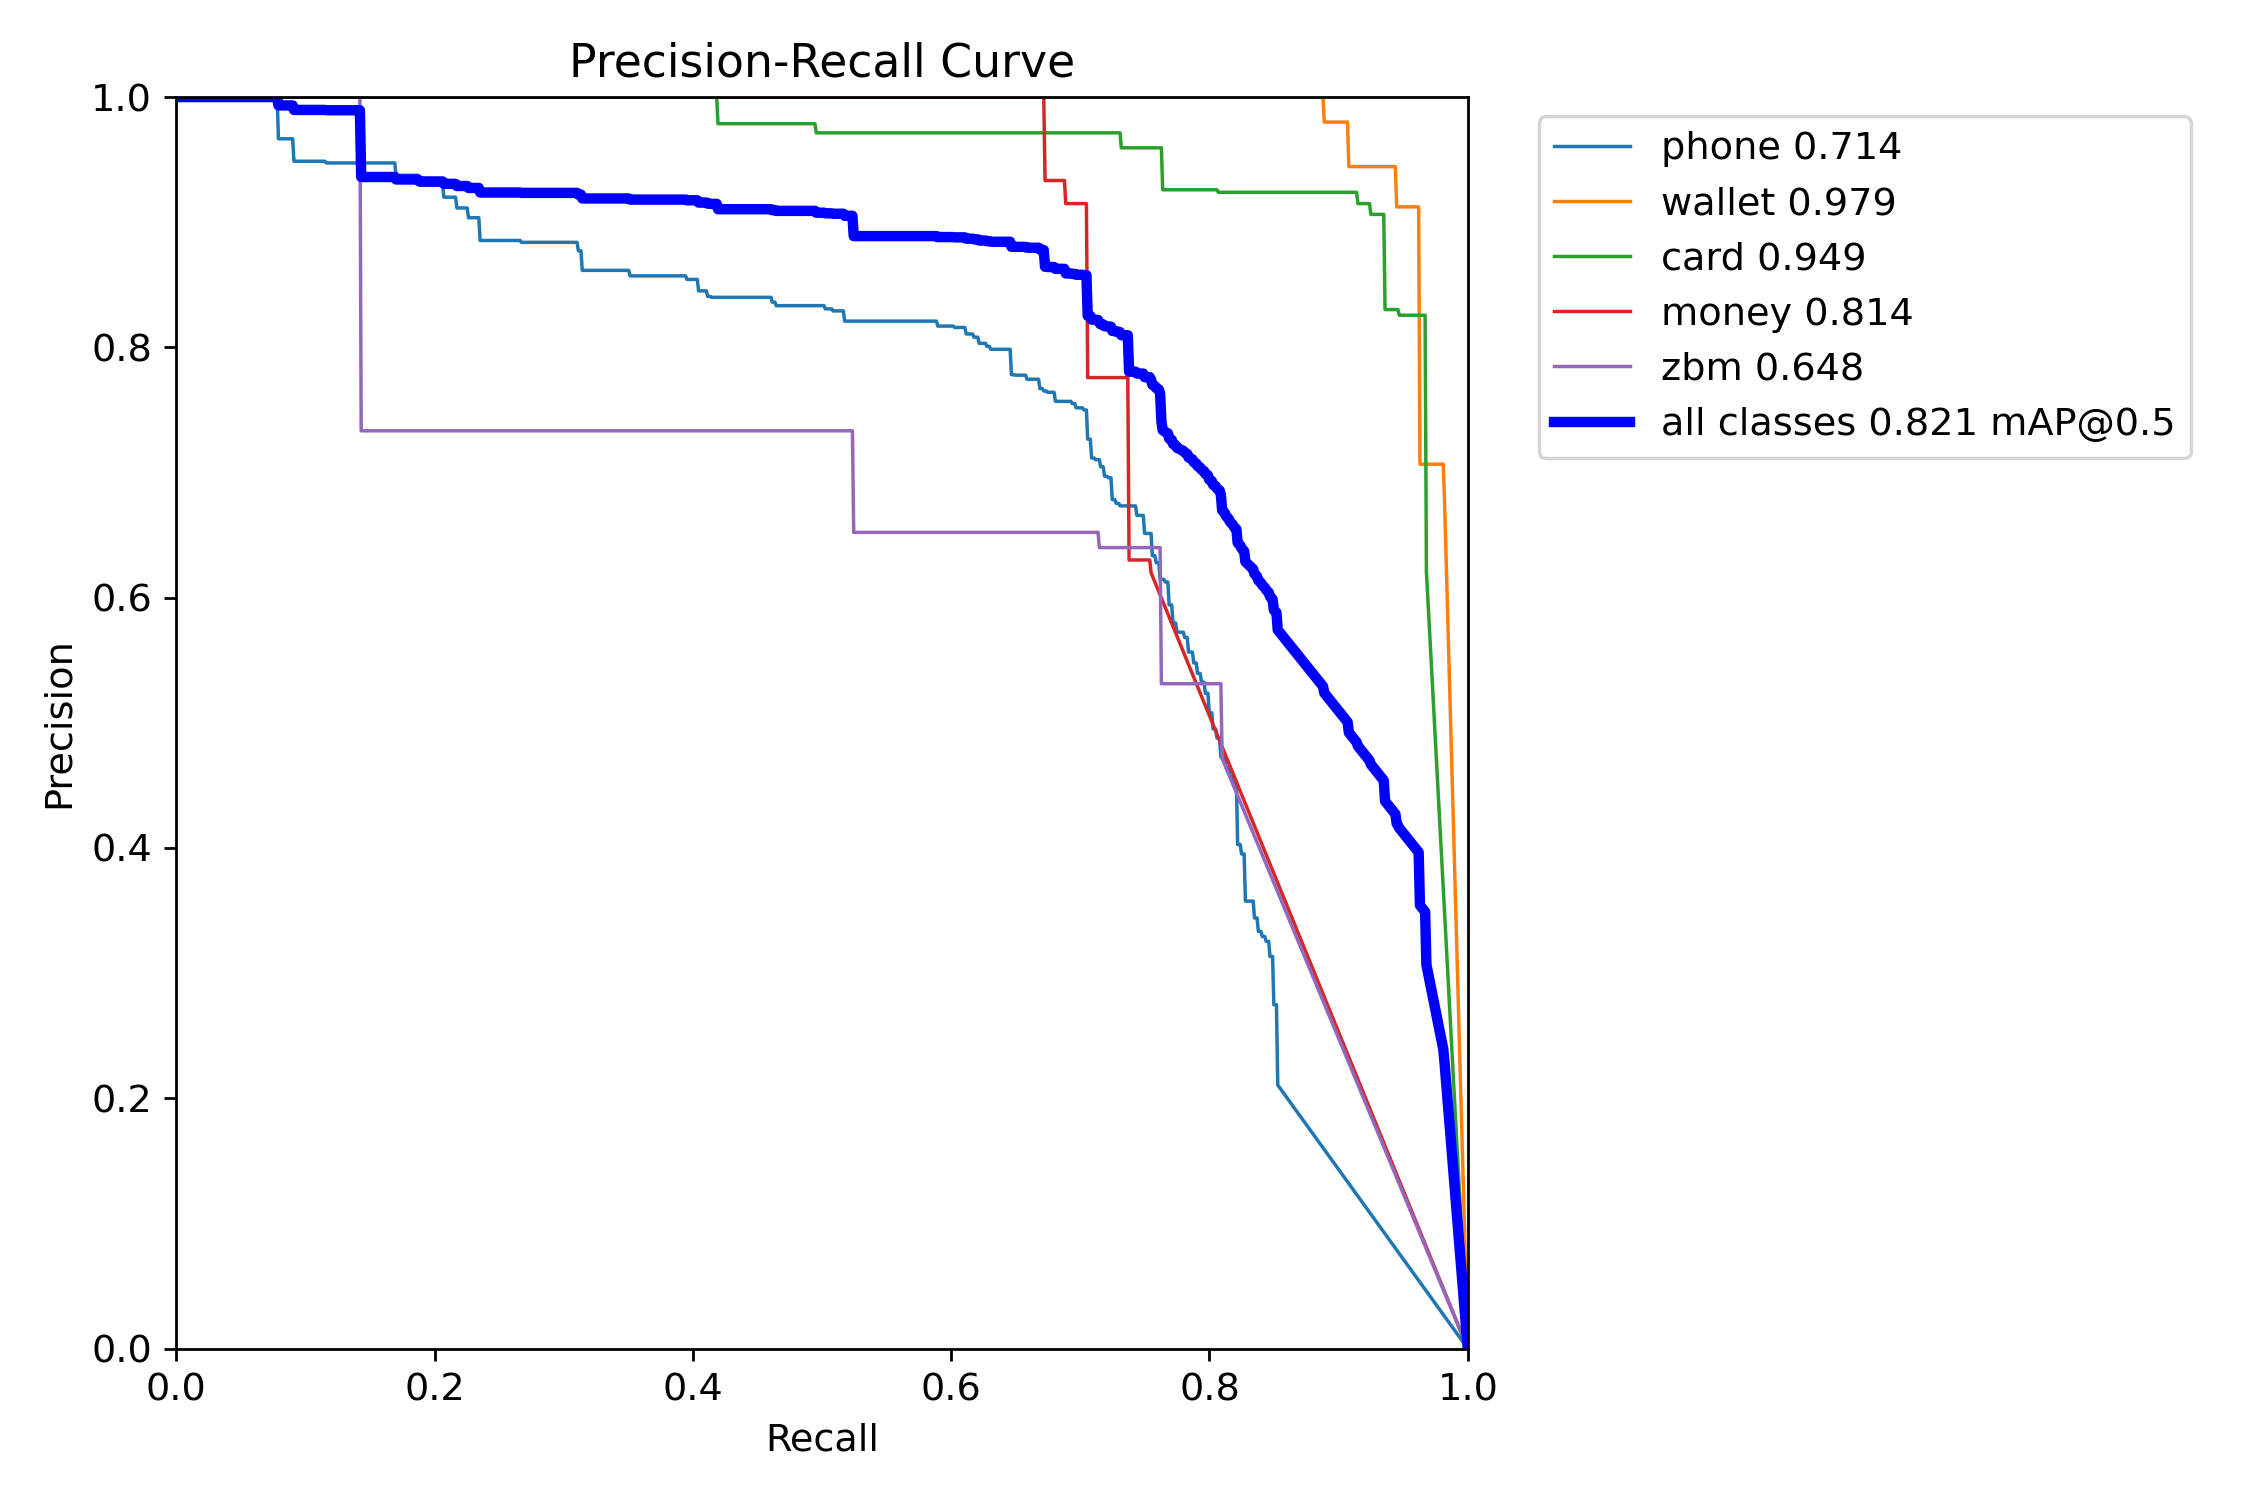 Precision-Recall Curve
1.0
0.8
0.6
0.4
0.2
0.0
Precision
0.0 0.2 0.4 0.6 0.8 1.0
Recall
phone 0.714
wallet 0.979
card 0.949
money 0.814
zbm 0.648
all classes 0.821 mAP@0.5